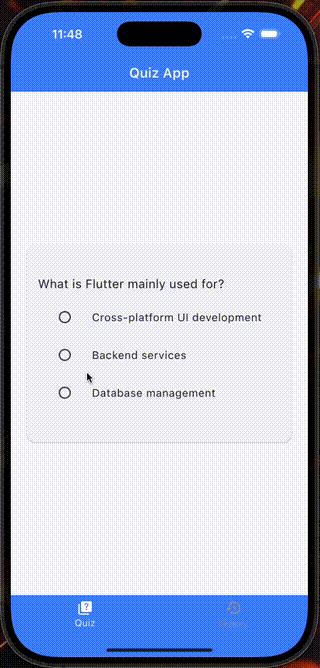 11:48
Quiz App
What is Flutter mainly used for?
Cross-platform UI development
Backend services
Database management
Quiz